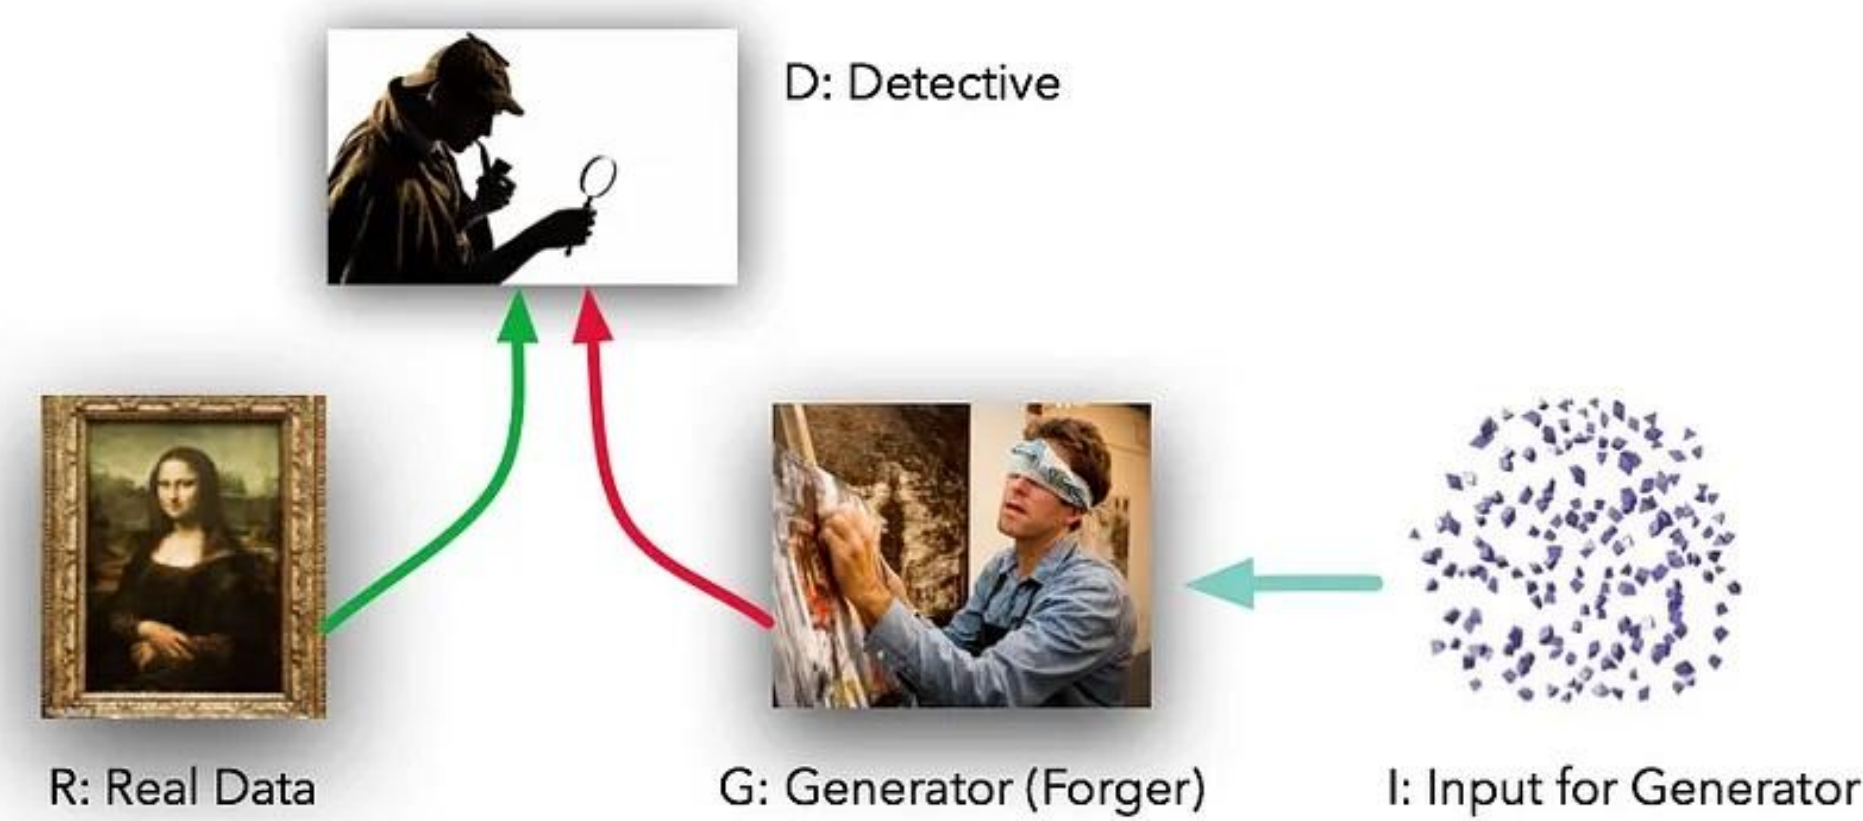 D: Detective
R: Real Data
G: Generator (Forger)
I: Input for Generator